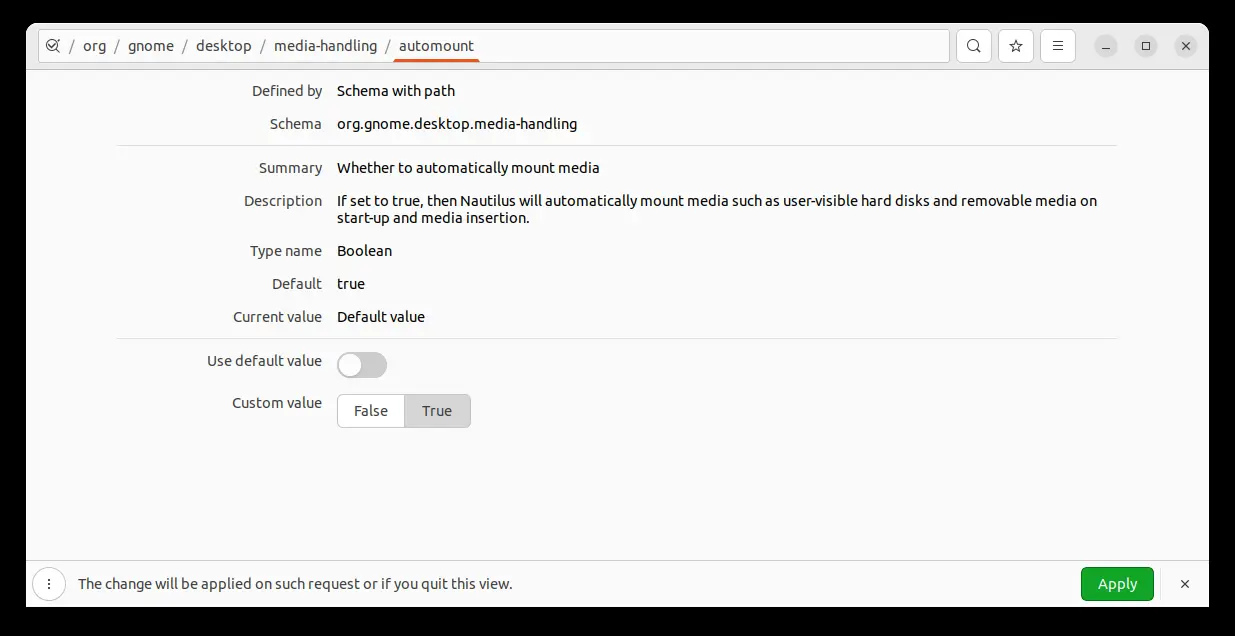 / org / gnome / desktop / media-handling / automount
Defined by Schema with path
Schema org.gnome.desktop.media-handling
Summary Whether to automatically mount media
Description If set to true, then Nautilus will automatically mount media such as user-visible hard disks and removable media on
start-up and media insertion.
Type name Boolean
Default true
Current value Default value
Use default value
Custom value False True
The change will be applied on such request or if you quit this view. Apply